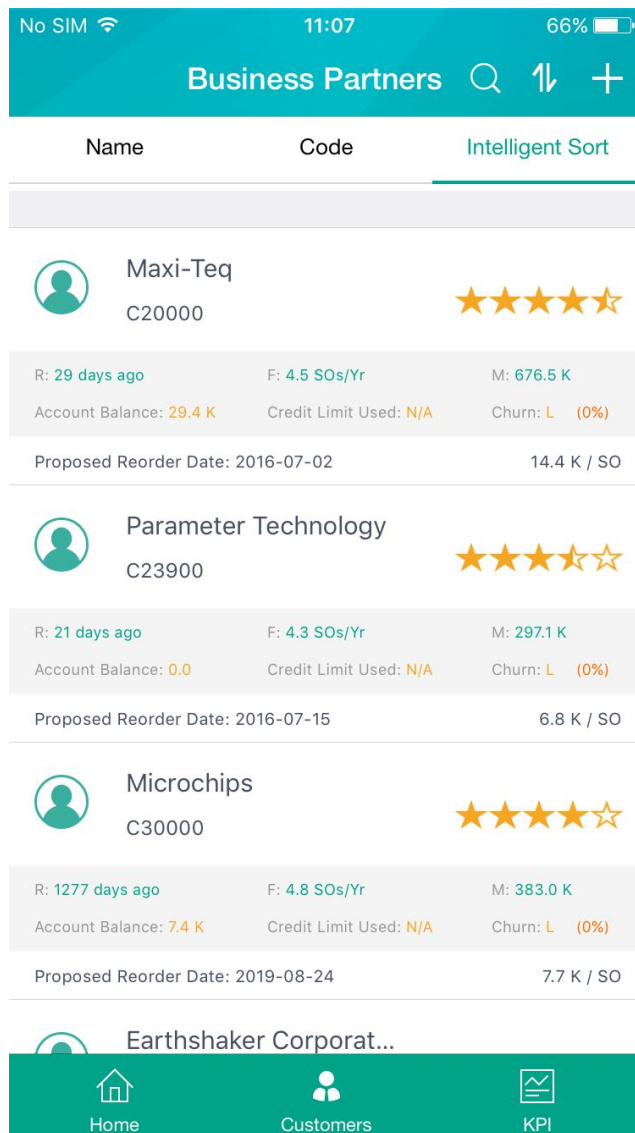 No SIM 11:07 66%
Business Partners
Name Code Intelligent Sort
Maxi-Teq
C20000
R: 29 days ago F: 4.5 SOs/Yr M: 676.5 K
Account Balance: 29.4 K Credit Limit Used: N/A Churn: L (0%)
Proposed Reorder Date: 2016-07-02 14.4 K / SO
Parameter Technology
C23900
R: 21 days ago F: 4.3 SOs/Yr M: 297.1 K
Account Balance: 0.0 Credit Limit Used: N/A Churn: L (0%)
Proposed Reorder Date: 2016-07-15 6.8 K / SO
Microchips
C30000
R: 1277 days ago F: 4.8 SOs/Yr M: 383.0 K
Account Balance: 7.4 K Credit Limit Used: N/A Churn: L (0%)
Proposed Reorder Date: 2019-08-24 7.7 K / SO
Earthshaker Corporat...
Home Customers KPI